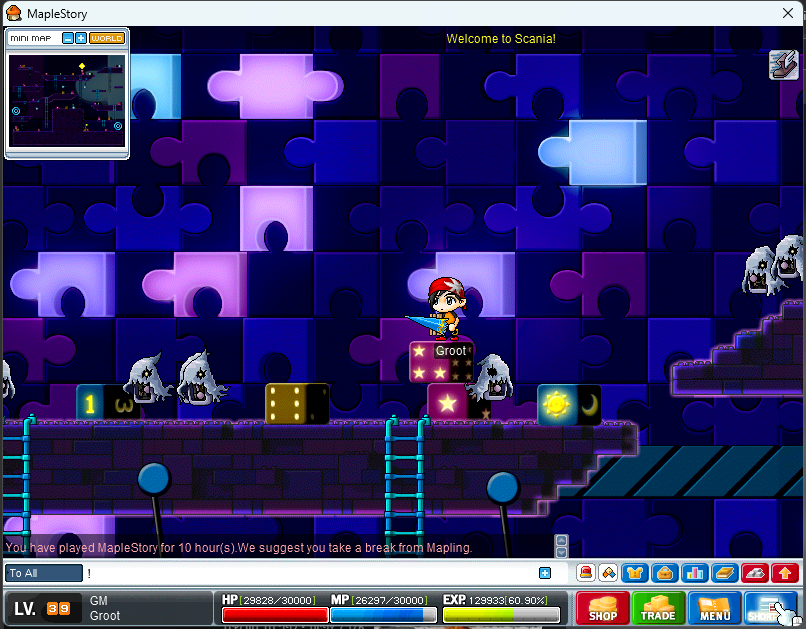 MapleStory
MINI MAP
WORLD
Welcome to Scania!
Groot
1
You have played MapleStory for 10 hour(s).We suggest you take a break from Mapling.
To All
!
LV. 39
GM
Groot
HP[29828/30000]
MP[26297/30000]
EXP 129933[60.90%]
SHOP
TRADE
MENU